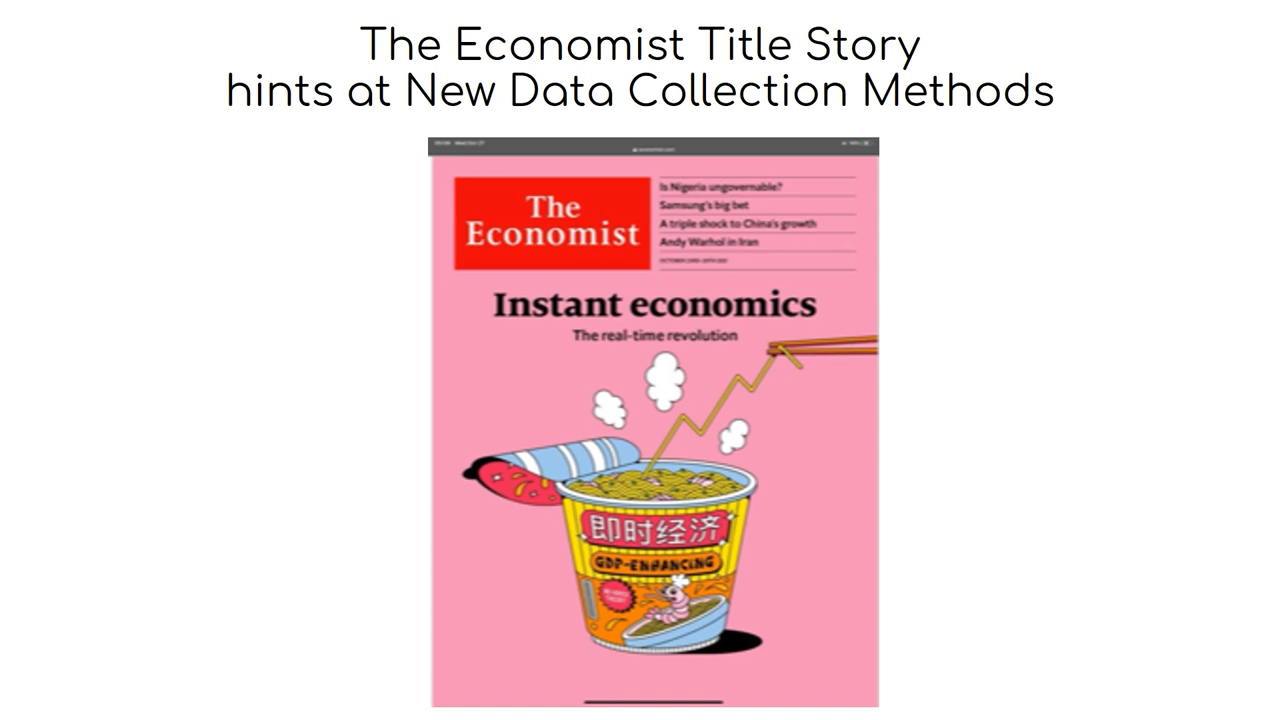 The Economist Title Story
hints at New Data Collection Methods
The
Economist
Is Nigeria ungovernable?
Samsung's big bet
A triple shock to China's growth
Andy Warhol in Iran
Instant economics
The real-time revolution
即时经济
GDP-ENHANCING